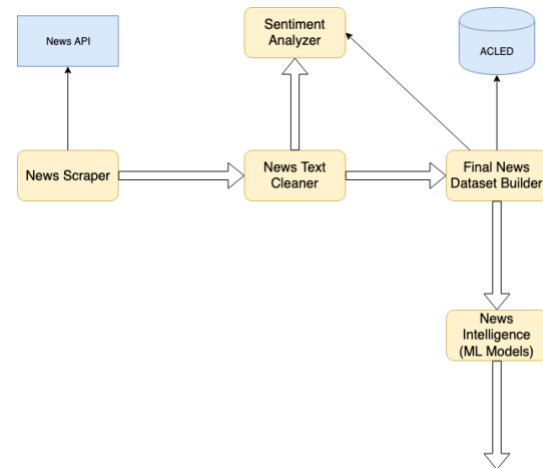 News API
Sentiment
Analyzer
ACLED
News Scraper
News Text
Cleaner
Final News
Dataset Builder
News
Intelligence
(ML Models)